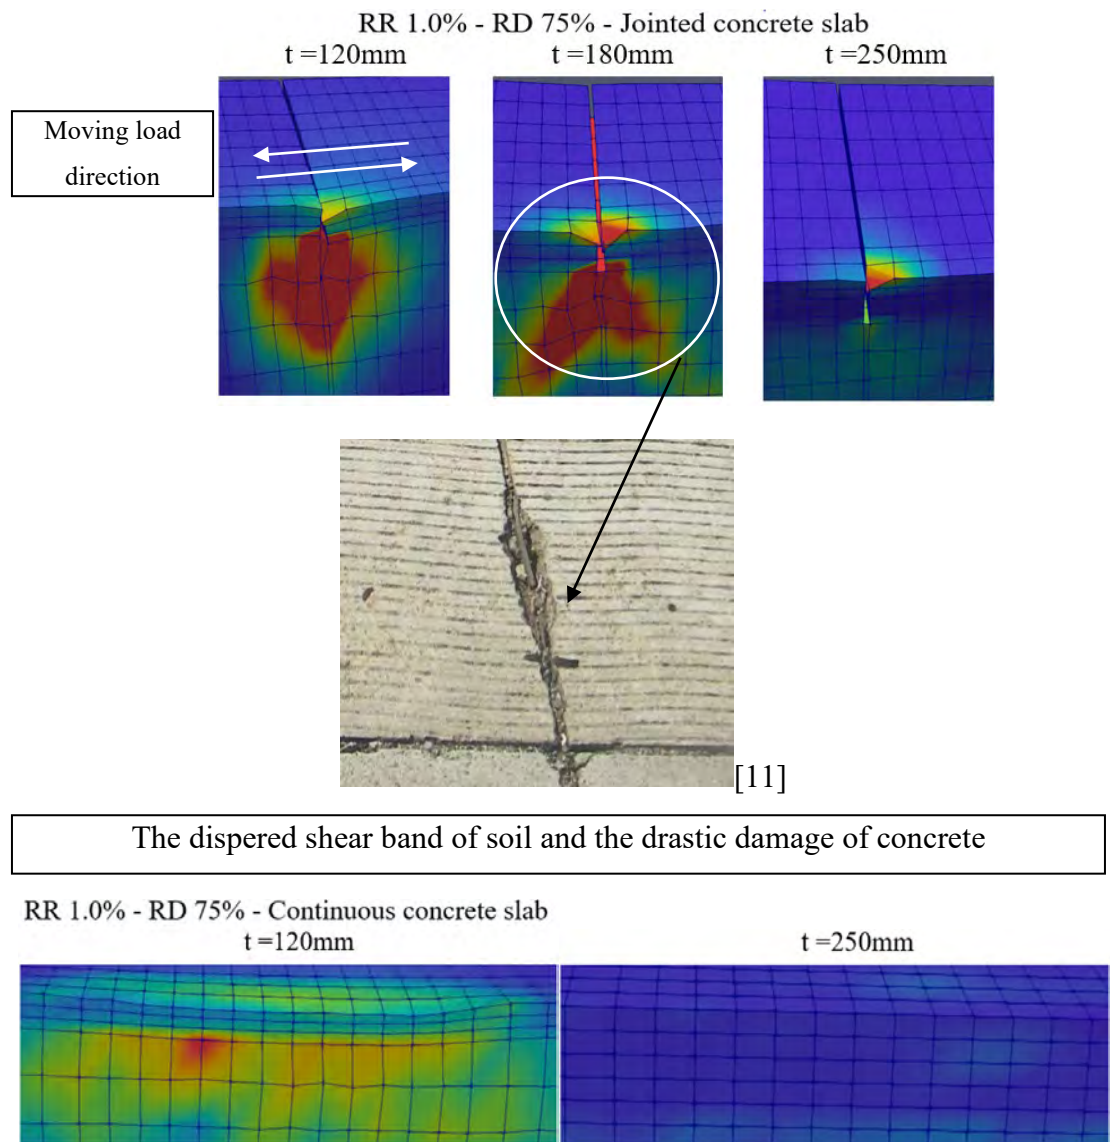 RR 1.0% - RD 75% - Jointed concrete slab
t =120mm
t =180mm
t =250mm
Moving load
direction
[11]
The dispered shear band of soil and the drastic damage of concrete
RR 1.0% - RD 75% - Continuous concrete slab
t =120mm
t =250mm